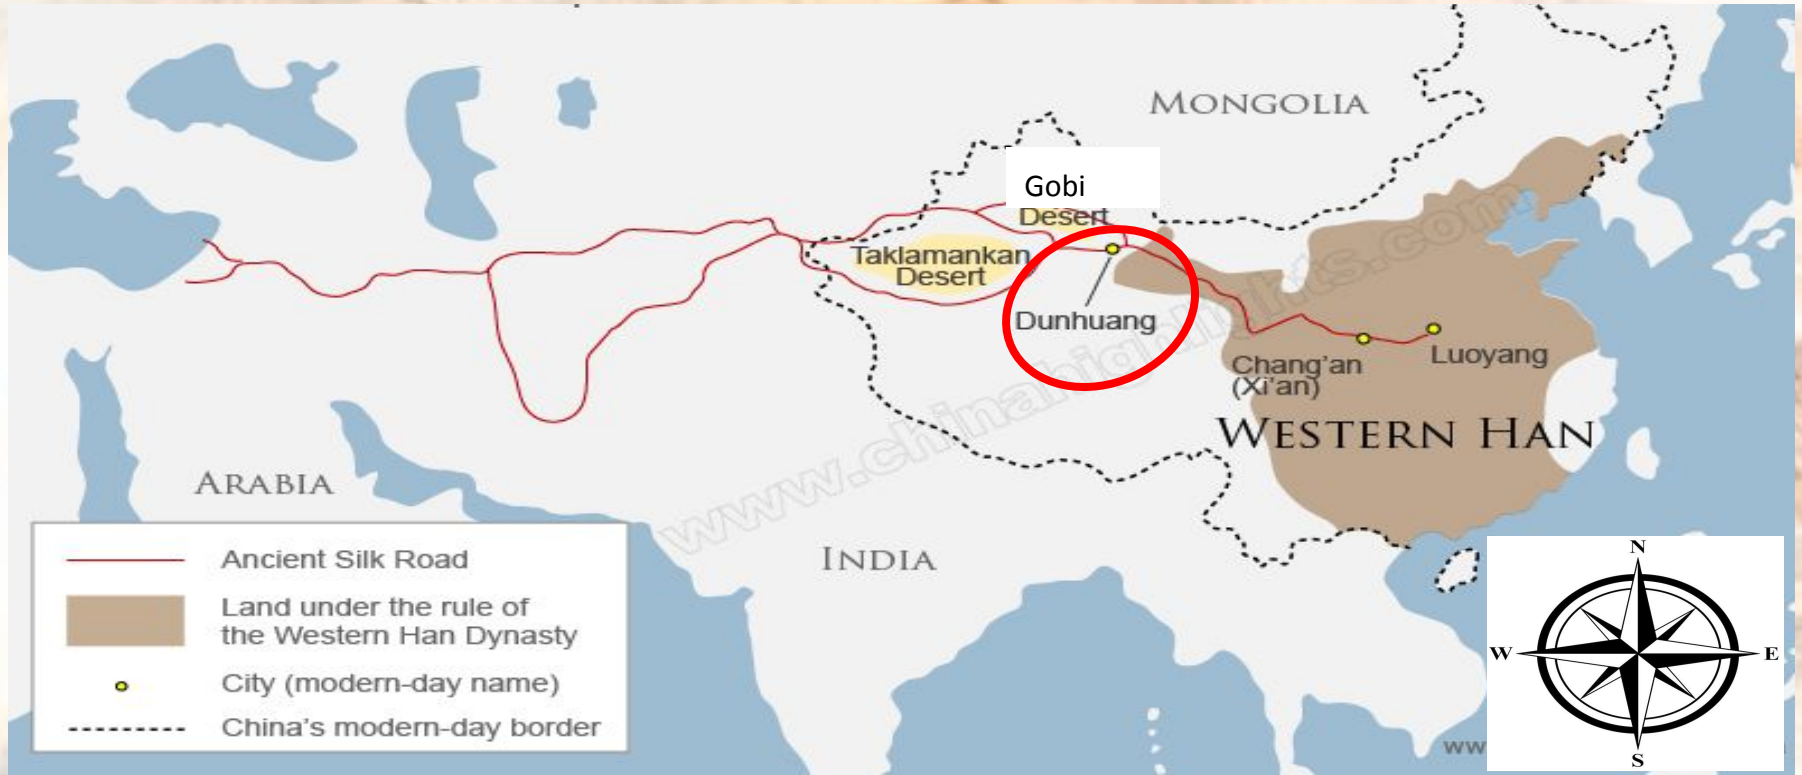 MONGOLIA
Gobi
Desert
Taklamankan
Desert
Dunhuang
Chang'an
(Xi'an)
Luoyang
WESTERN HAN
ARABIA
INDIA
www.chinahighlights.com
Ancient Silk Road
Land under the rule of
the Western Han Dynasty
City (modern-day name)
China's modern-day border
N
W
E
S
ww